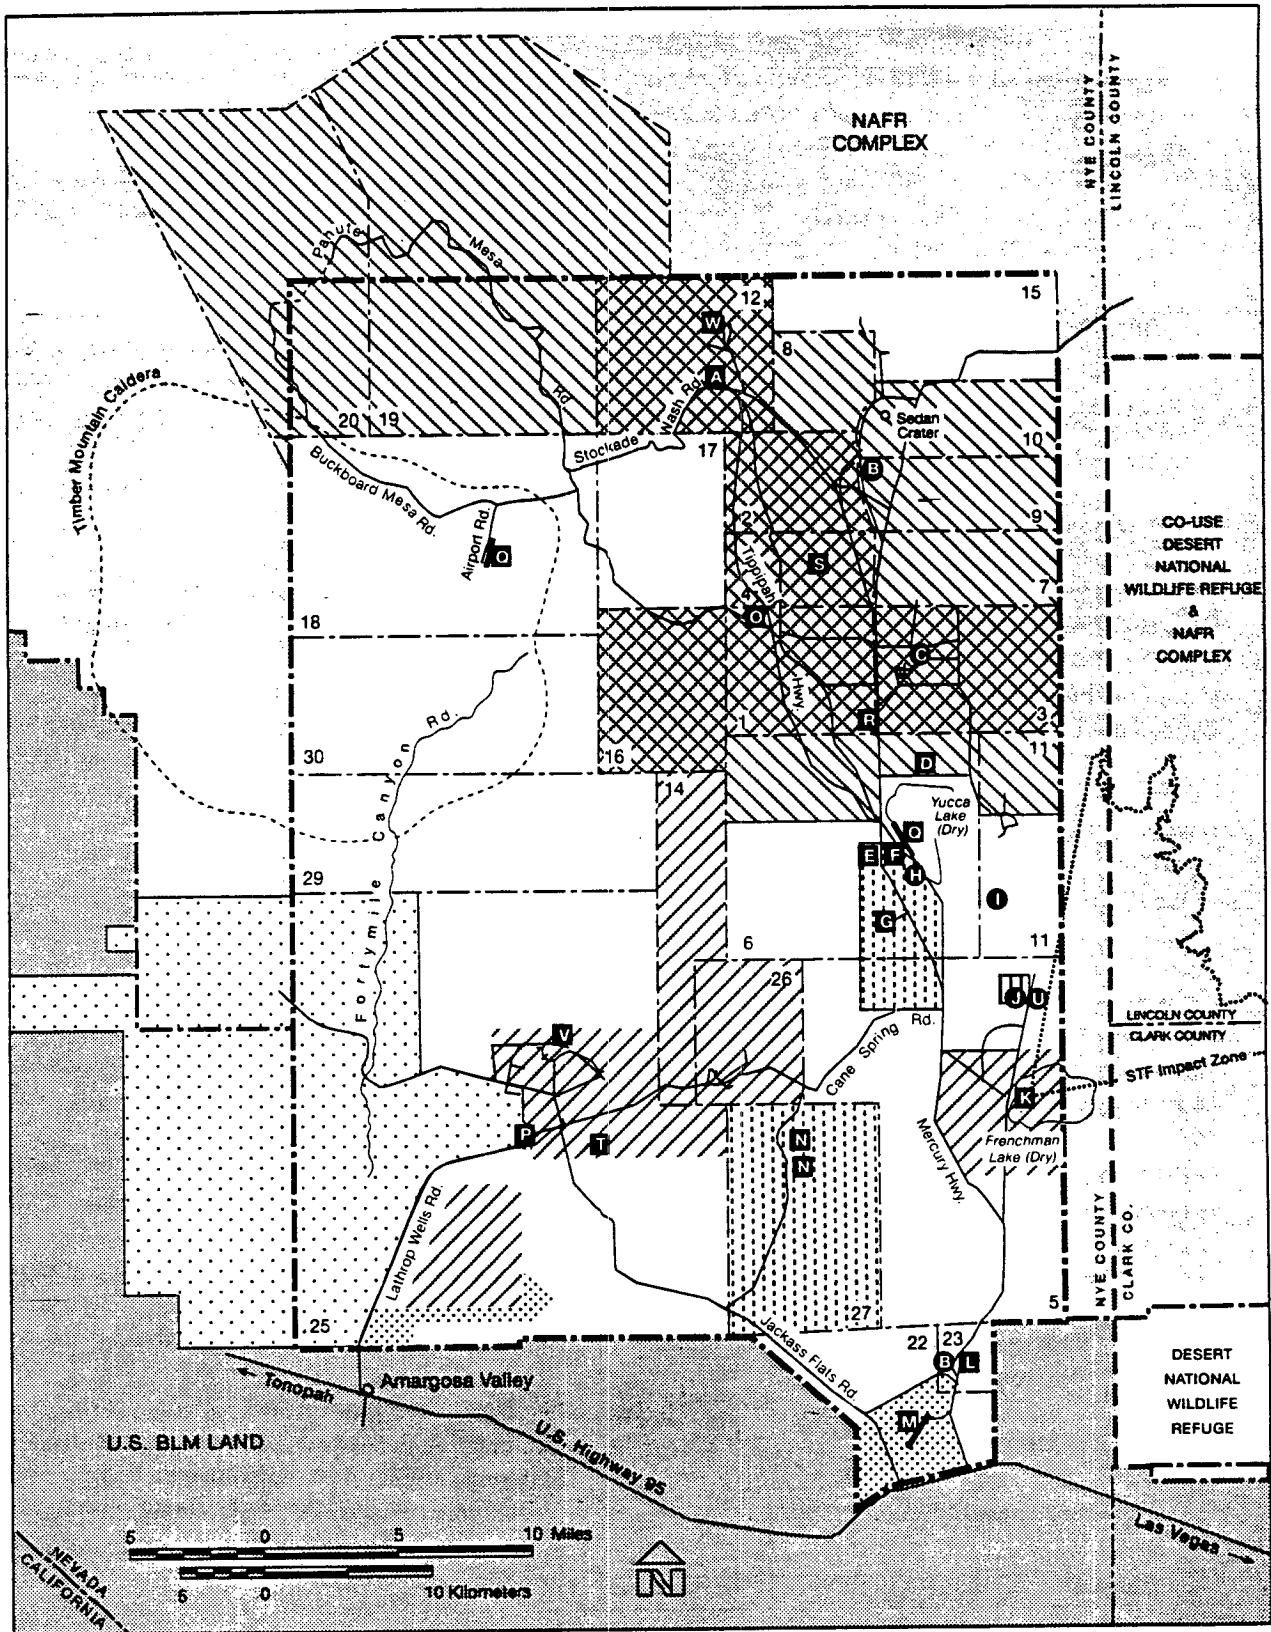 NAFR
COMPLEX
NYE COUNTY
LINCOLN COUNTY
Pahute
Mesa
Rd
12
15
W
8
A
Timber Mountain Caldera
Wash Rd.
Sedan
Crater
20
19
Stockade
17
10
Buckboard Mesa Rd.
B
2
9
CO-USE
DESERT
NATIONAL
WILDLIFE REFUGE
&
NAFR
COMPLEX
Airport Rd.
Q
Tippipah
S
4
7
O
18
C
Hwy.
R
1
3
Fortymile Canyon Rd.
30
16
14
D
11
Yucca
Lake
(Dry)
Q
E
F
H
29
I
G
6
11
26
J
U
LINCOLN COUNTY
CLARK COUNTY
Cane Spring Rd.
V
STF Impact Zone
K
P
T
N
N
Mercury Hwy.
Frenchman
Lake (Dry)
Lathrop Wells Rd.
NYE COUNTY
CLARK CO.
25
27
5
Jackass Flats Rd
22
23
B
L
DESERT
NATIONAL
WILDLIFE
REFUGE
Tonopah
Amargosa Valley
M
U.S. BLM LAND
U.S. Highway 95
Las Vegas
5
0
5
10 Miles
5
0
10 Kilometers
N
NEVADA
CALIFORNIA